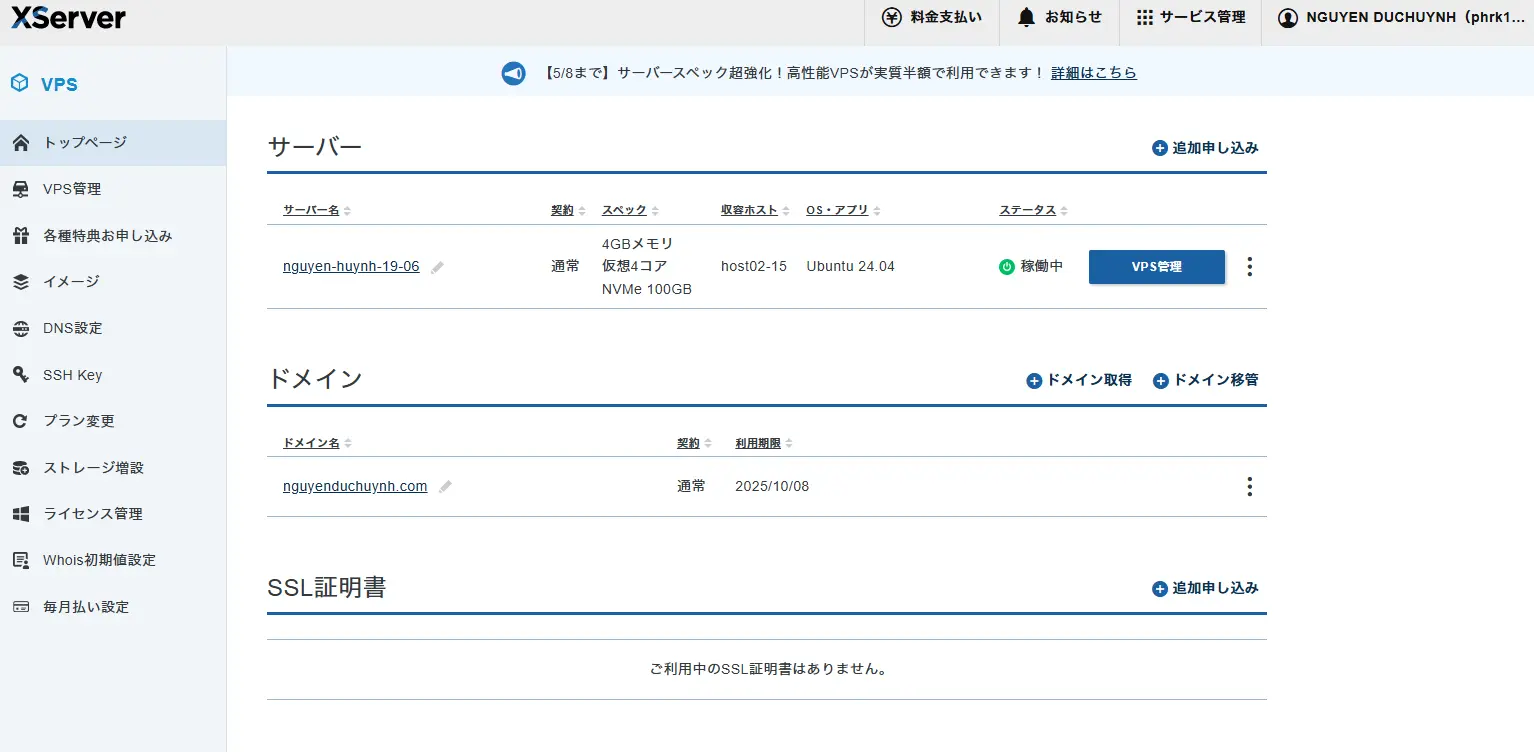 XServer
料金支払い
お知らせ
サービス管理
NGUYEN DUCHUYNH（phrk1...
VPS
【5/8まで】サーバースペック超強化！高性能VPSが実質半額で利用できます！ 詳細はこちら
トップページ
VPS管理
各種特典お申し込み
イメージ
DNS設定
SSH Key
プラン変更
ストレージ増設
ライセンス管理
Whois初期値設定
毎月払い設定
サーバー
追加申し込み
サーバー名 契約 スペック 収容ホスト OS・アプリ ステータス
nguyen-huynh-19-06 通常 4GBメモリ
仮想4コア
NVMe 100GB
host02-15 Ubuntu 24.04 稼働中 VPS管理
ドメイン
ドメイン取得 ドメイン移管
ドメイン名 契約 利用期限
nguyenduchuynh.com 通常 2025/10/08
SSL証明書
追加申し込み
ご利用中のSSL証明書はありません。